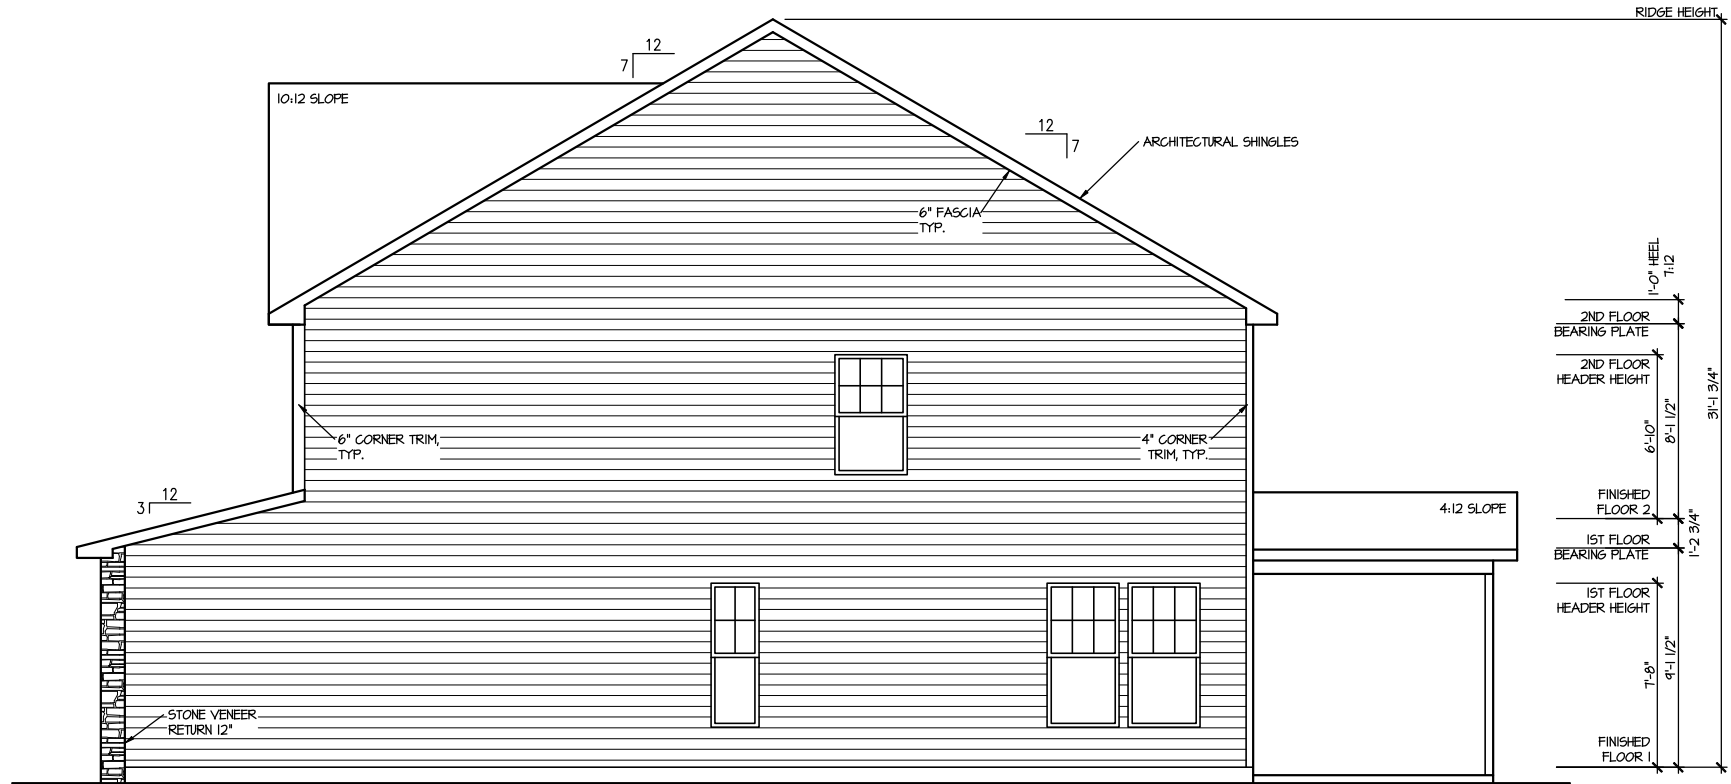 RIDGE HEIGHT
12
7
10:12 SLOPE
12
7
ARCHITECTURAL SHINGLES
6" FASCIA
TYP.
1'-0" HEEL
7:12
2ND FLOOR
BEARING PLATE
2ND FLOOR
HEADER HEIGHT
31'-1 3/4"
6'-10"
8'-1 1/2"
6" CORNER TRIM,
TYP.
4" CORNER
TRIM, TYP.
12
3
FINISHED
FLOOR 2
4:12 SLOPE
1'-2 3/4"
1ST FLOOR
BEARING PLATE
1ST FLOOR
HEADER HEIGHT
7'-8"
9'-1 1/2"
STONE VENEER
RETURN 12"
FINISHED
FLOOR 1